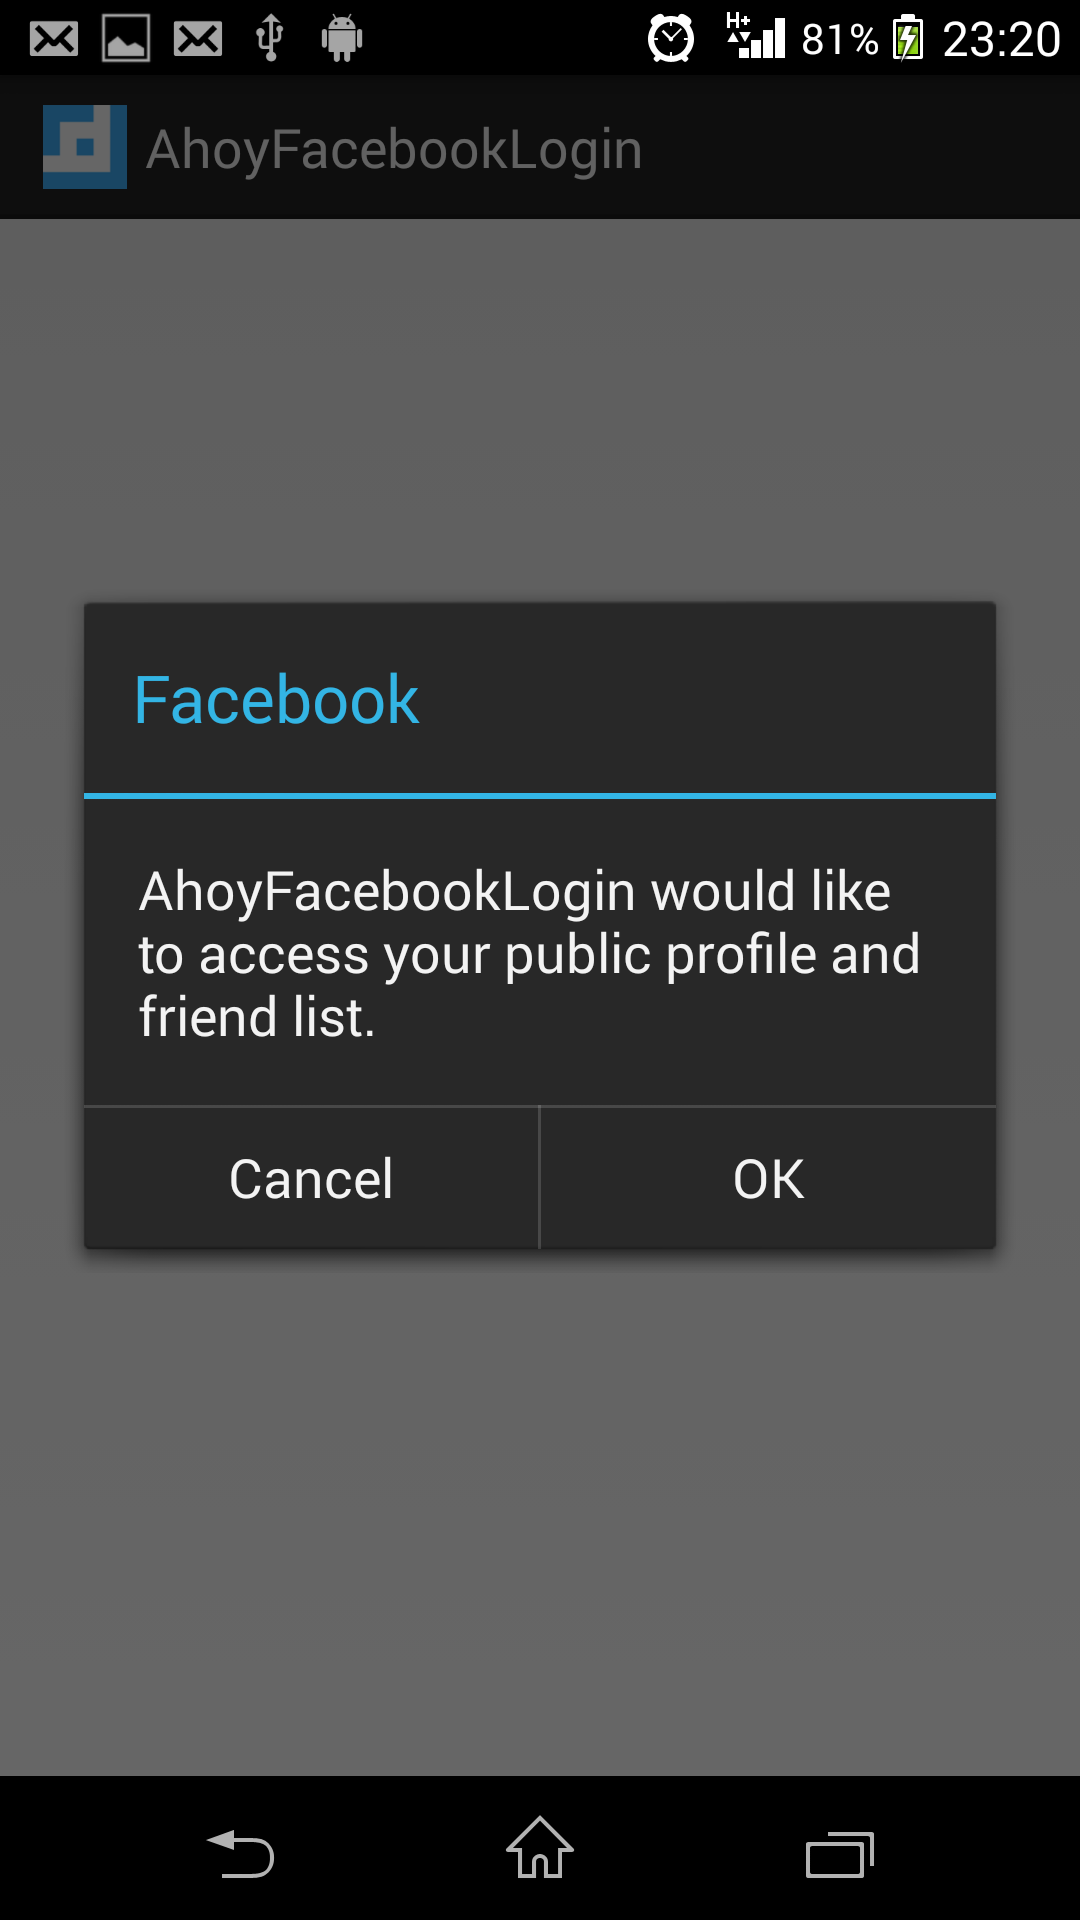 H+ 81% 23:20
AhoyFacebookLogin
Facebook
AhoyFacebookLogin would like
to access your public profile and
friend list.
Cancel OK